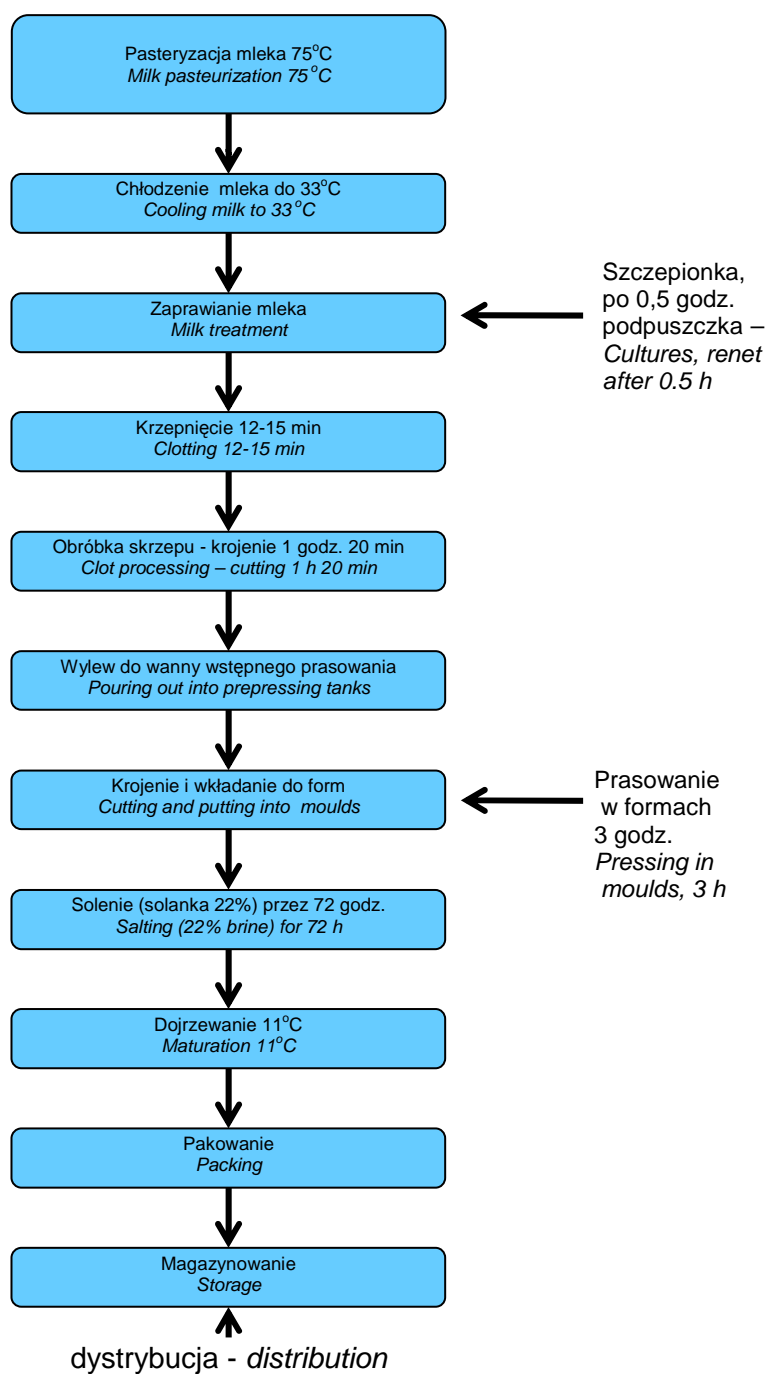 Pasteryzacja mleka 75°C
Milk pasteurization 75°C
Chłodzenie mleka do 33°C
Cooling milk to 33°C
Zaprawianie mleka
Milk treatment
Szczepionka,
po 0,5 godz.
podpuszczka –
Cultures, renet
after 0.5 h
Krzepnięcie 12-15 min
Clotting 12-15 min
Obróbka skrzepu - krojenie 1 godz. 20 min
Clot processing – cutting 1 h 20 min
Wylew do wanny wstępnego prasowania
Pouring out into prepressing tanks
Krojenie i wkładanie do form
Cutting and putting into moulds
Prasowanie
w formach
3 godz.
Pressing in
moulds, 3 h
Solenie (solanka 22%) przez 72 godz.
Salting (22% brine) for 72 h
Dojrzewanie 11°C
Maturation 11°C
Pakowanie
Packing
Magazynowanie
Storage
dystrybucja - distribution